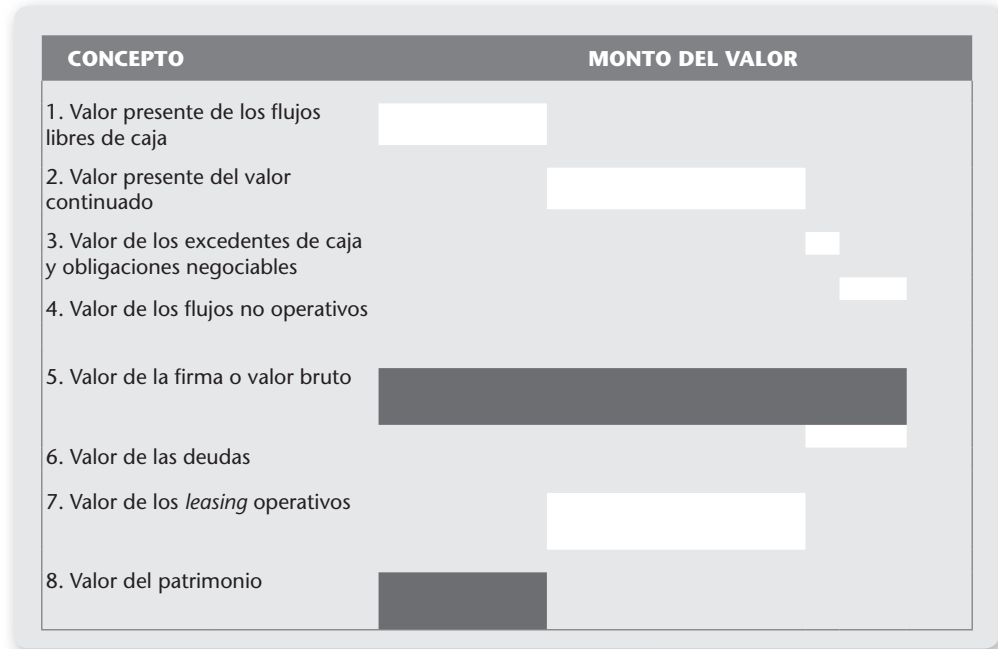 CONCEPTO MONTO DEL VALOR
1. Valor presente de los flujos
libres de caja
2. Valor presente del valor
continuado
3. Valor de los excedentes de caja
y obligaciones negociables
4. Valor de los flujos no operativos
5. Valor de la firma o valor bruto
6. Valor de las deudas
7. Valor de los leasing operativos
8. Valor del patrimonio